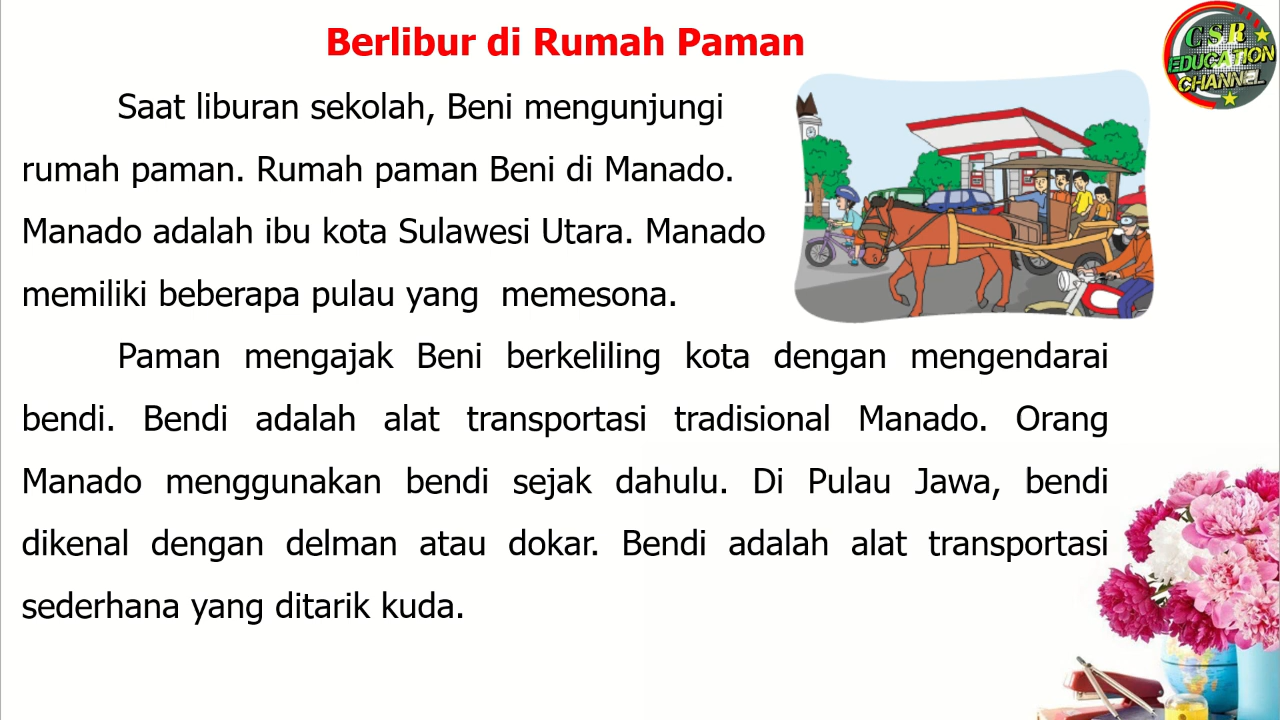 Berlibur di Rumah Paman
Saat liburan sekolah, Beni mengunjungi
rumah paman. Rumah paman Beni di Manado.
Manado adalah ibu kota Sulawesi Utara. Manado
memiliki beberapa pulau yang memesona.
Paman mengajak Beni berkeliling kota dengan mengendarai
bendi. Bendi adalah alat transportasi tradisional Manado. Orang
Manado menggunakan bendi sejak dahulu. Di Pulau Jawa, bendi
dikenal dengan delman atau dokar. Bendi adalah alat transportasi
sederhana yang ditarik kuda.
CSR
EDUCATION
CHANNEL